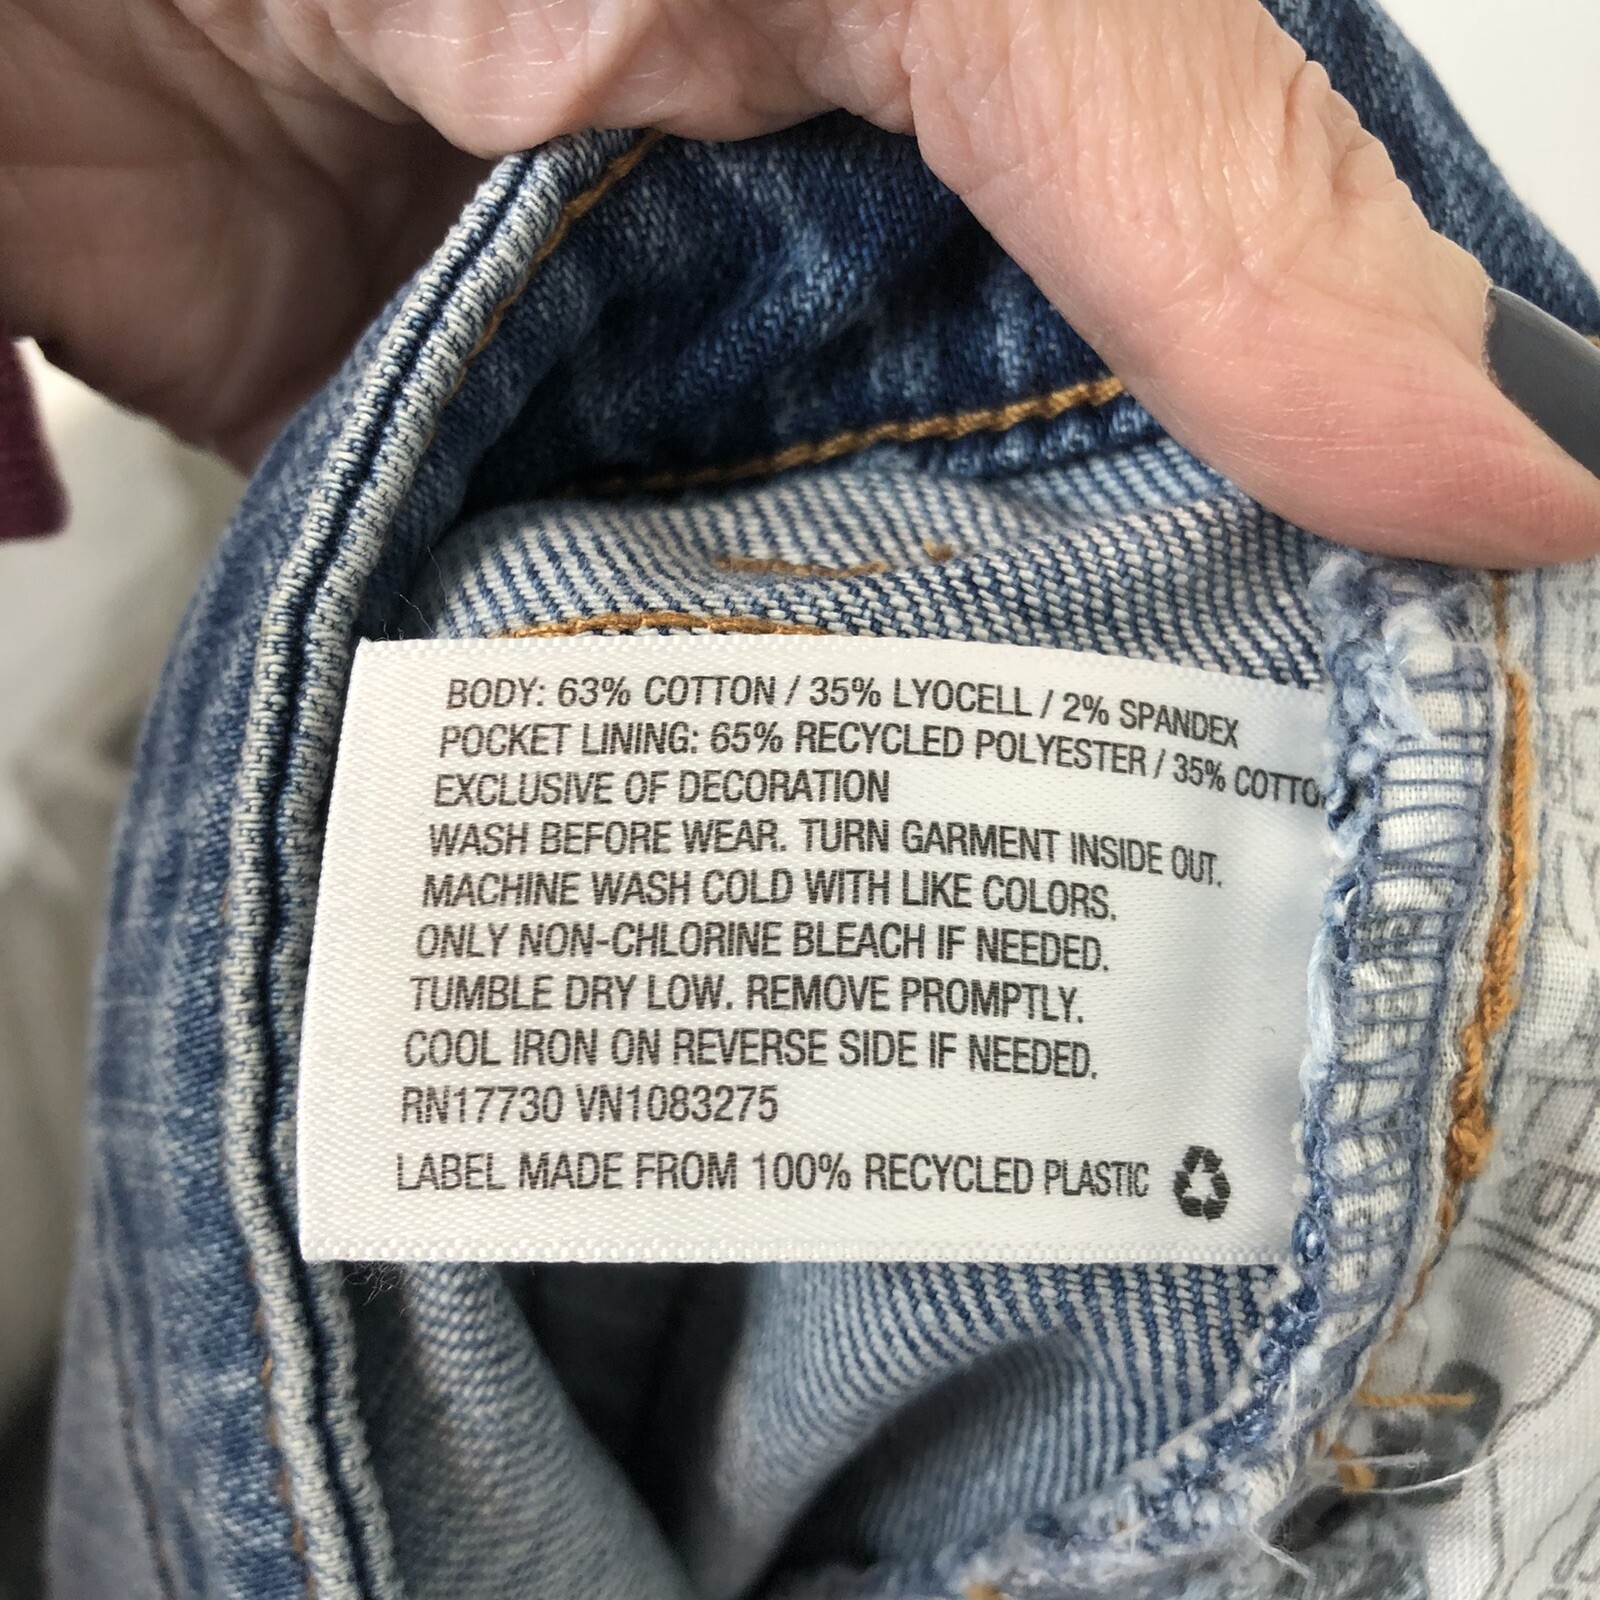 BODY: 63% COTTON / 35% LYOCELL / 2% SPANDEX
POCKET LINING: 65% RECYCLED POLYESTER / 35% COTTO
EXCLUSIVE OF DECORATION
WASH BEFORE WEAR. TURN GARMENT INSIDE OUT.
MACHINE WASH COLD WITH LIKE COLORS.
ONLY NON-CHLORINE BLEACH IF NEEDED.
TUMBLE DRY LOW. REMOVE PROMPTLY.
COOL IRON ON REVERSE SIDE IF NEEDED.
RN17730 VN1083275
LABEL MADE FROM 100% RECYCLED PLASTIC